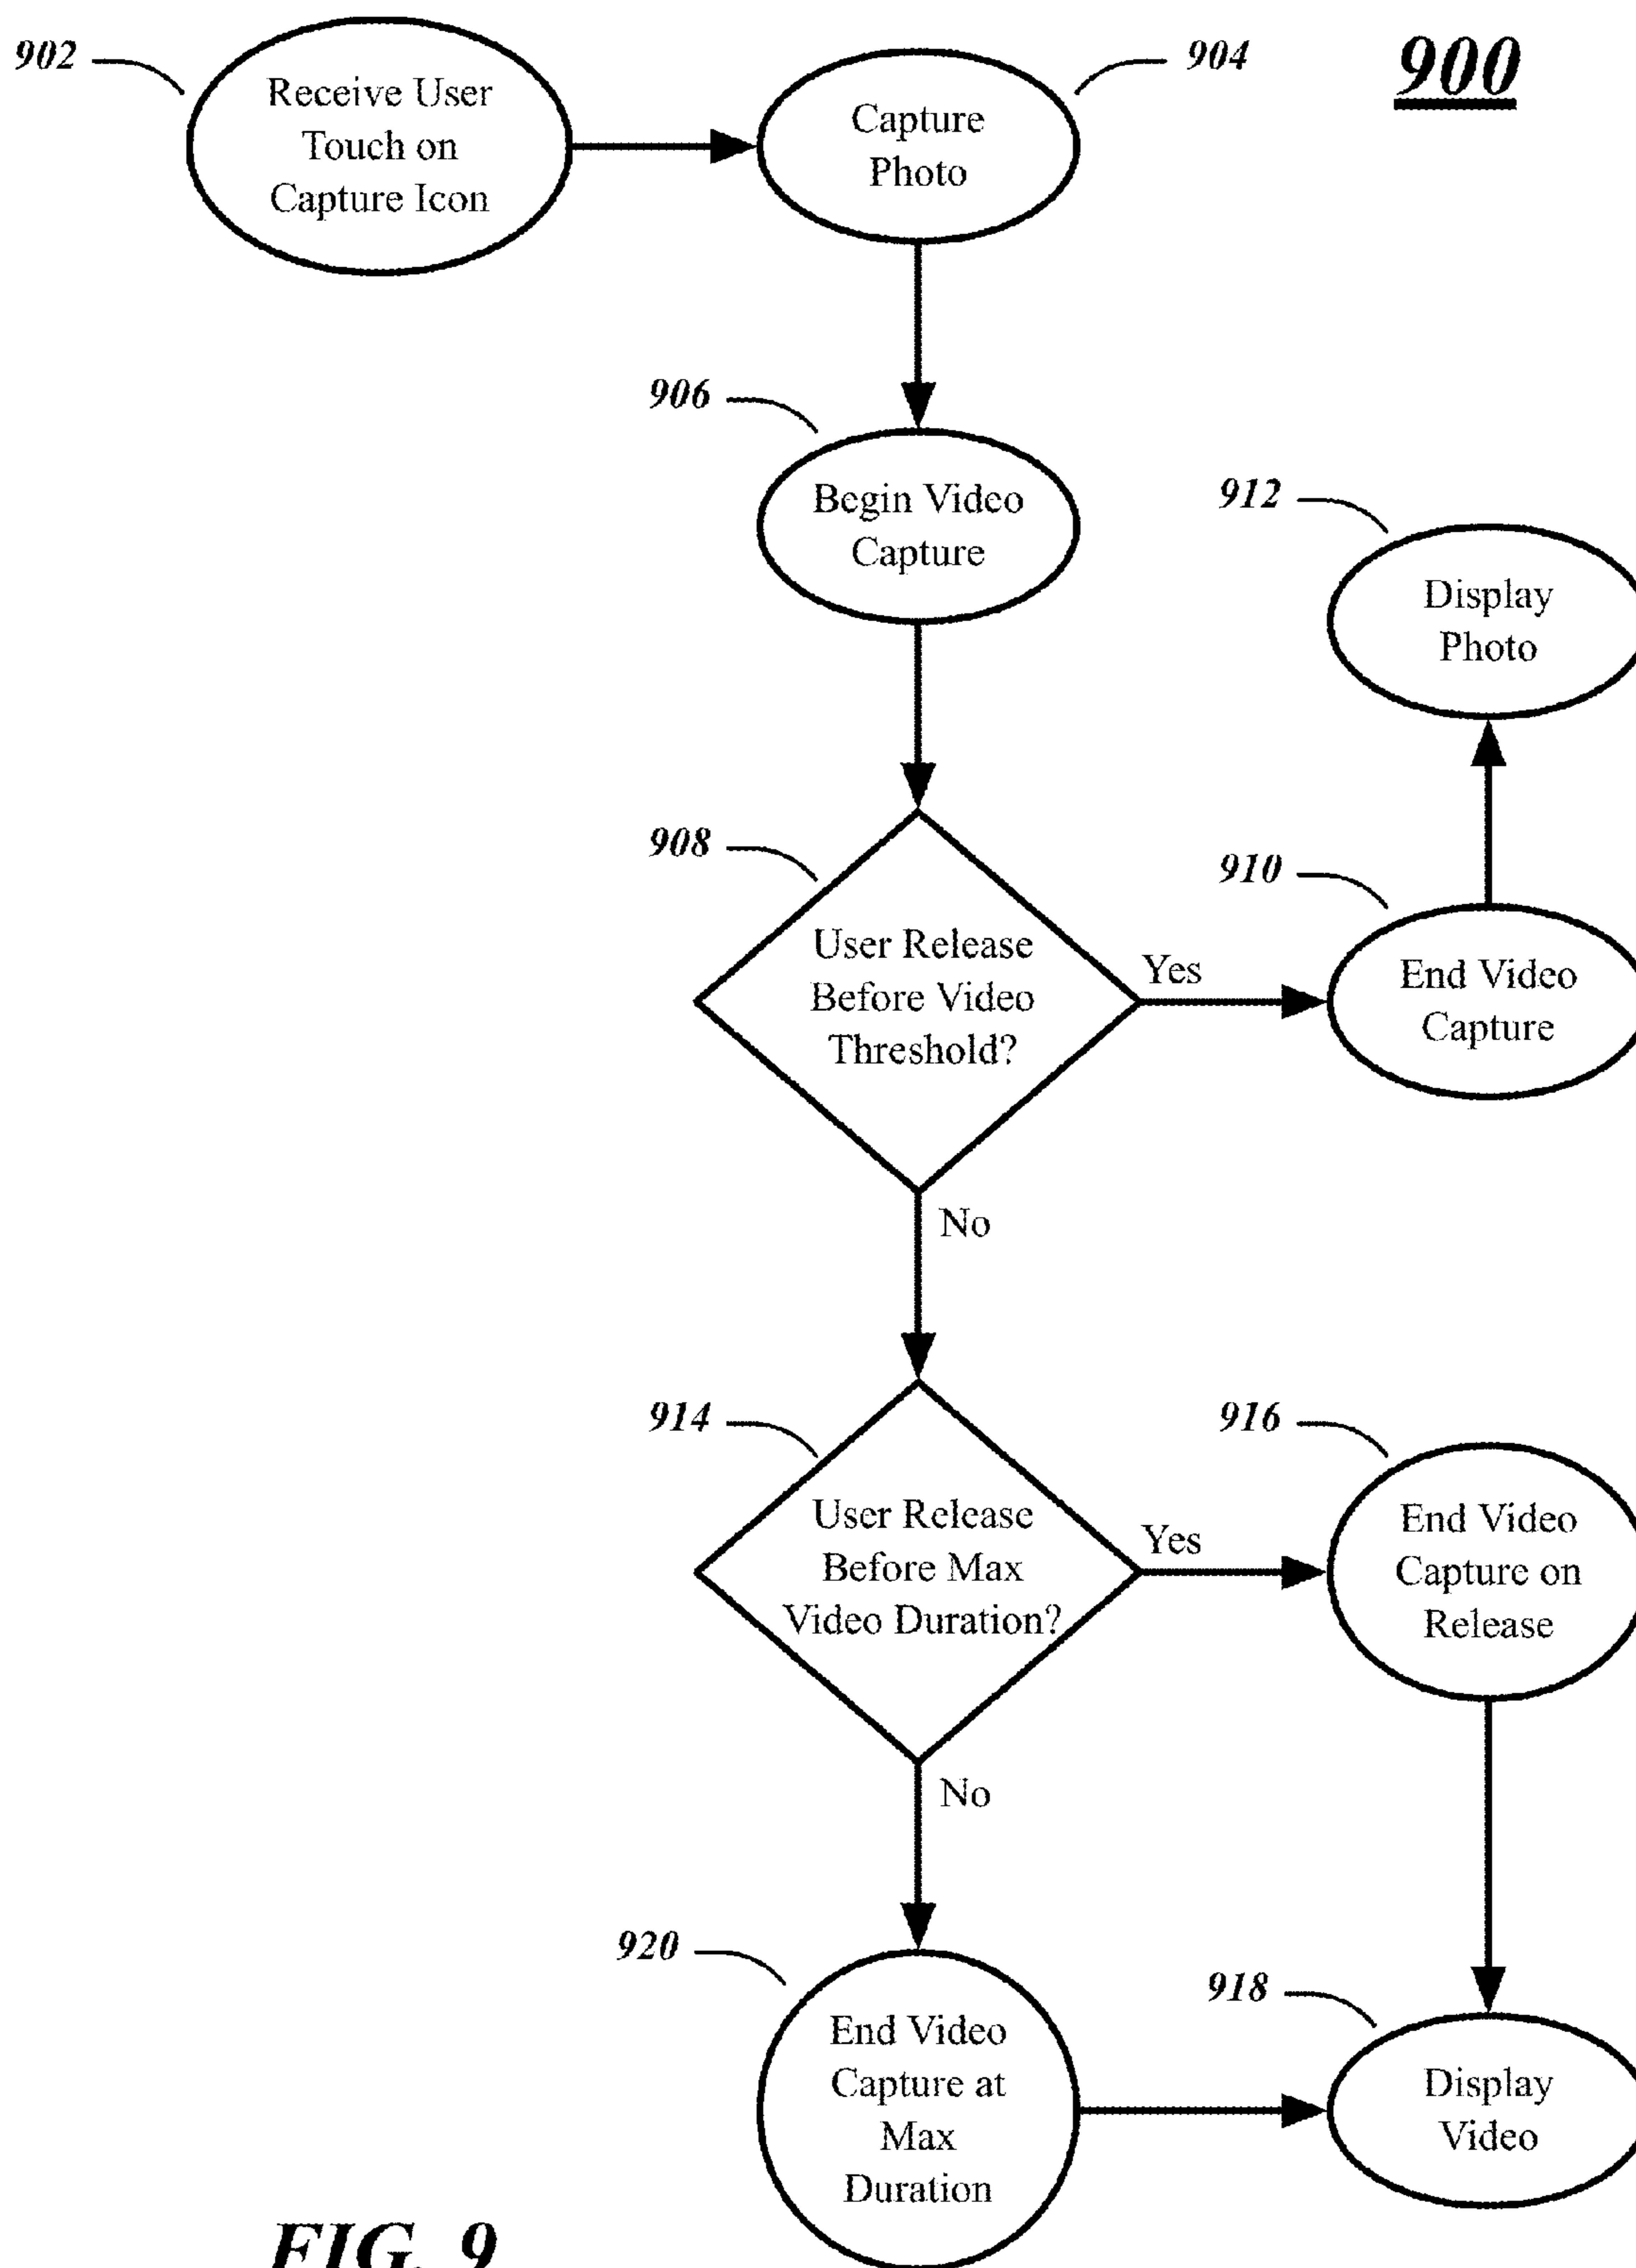 902
Receive User
Touch on
Capture Icon
904
Capture
Photo
900
906
Begin Video
Capture
912
Display
Photo
908
User Release
Before Video
Threshold?
Yes
910
End Video
Capture
No
914
User Release
Before Max
Video Duration?
Yes
916
End Video
Capture on
Release
No
920
End Video
Capture at
Max
Duration
918
Display
Video
FIG. 9